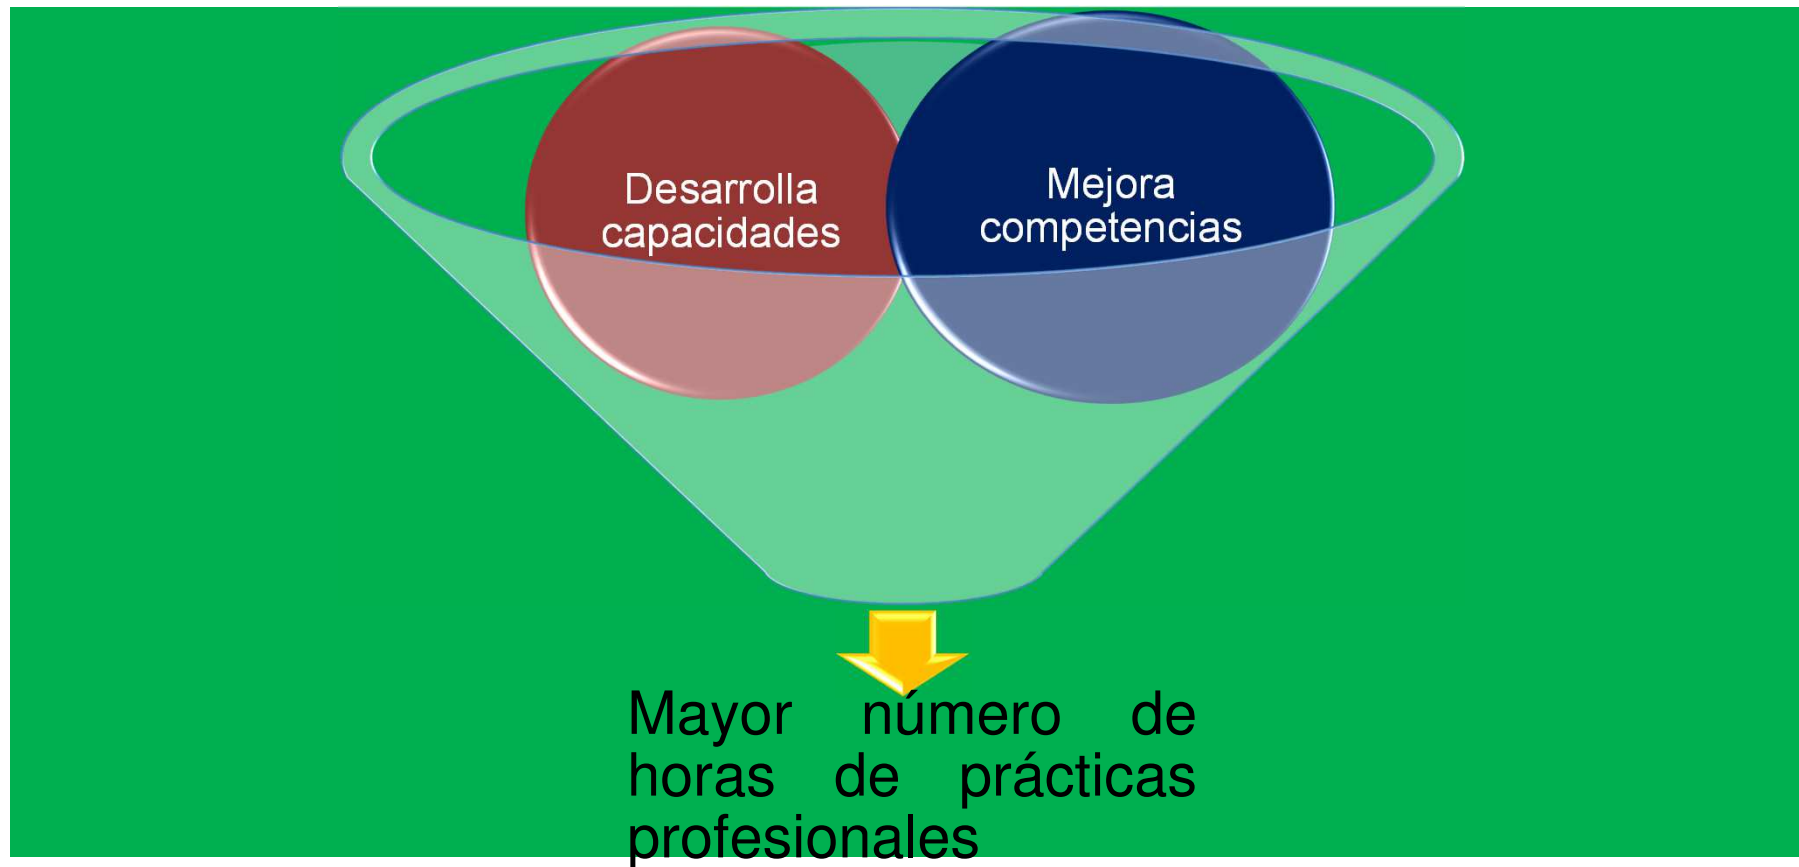 Desarrolla
capacidades
Mejora
competencias
Mayor número de
horas de prácticas
profesionales